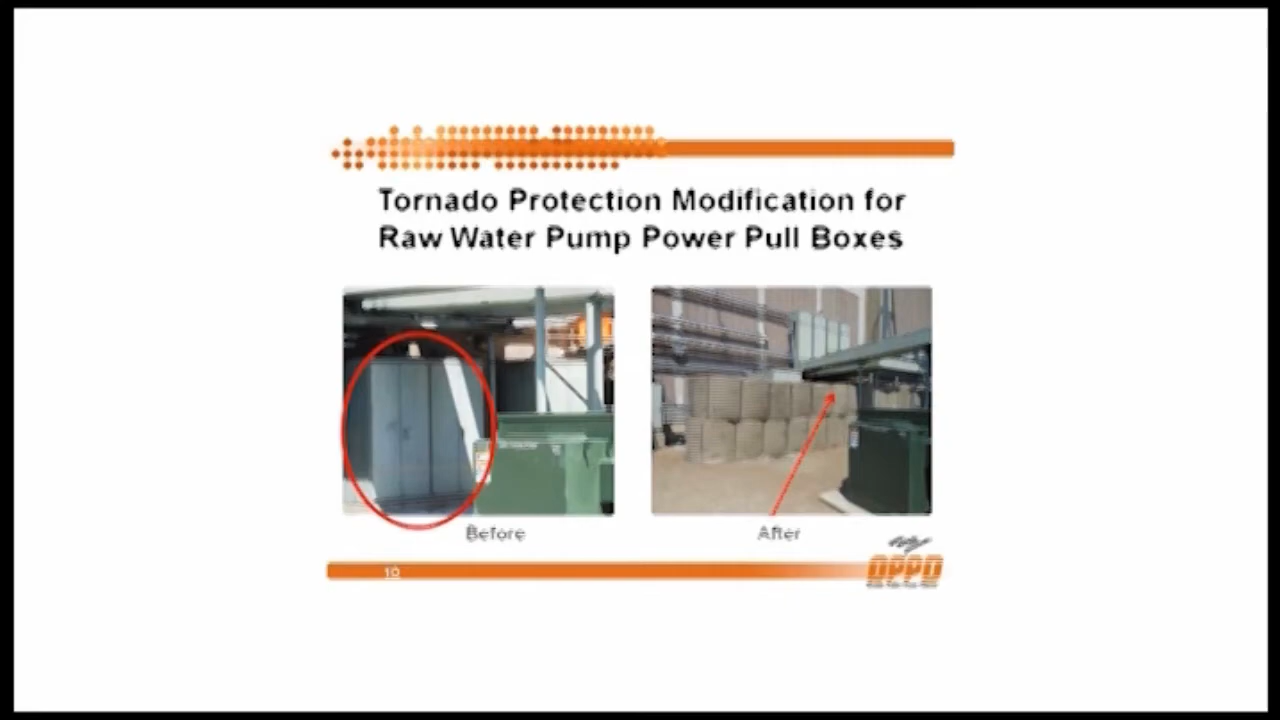 Tornado Protection Modification for
Raw Water Pump Power Pull Boxes
Before
After
10
OPPD